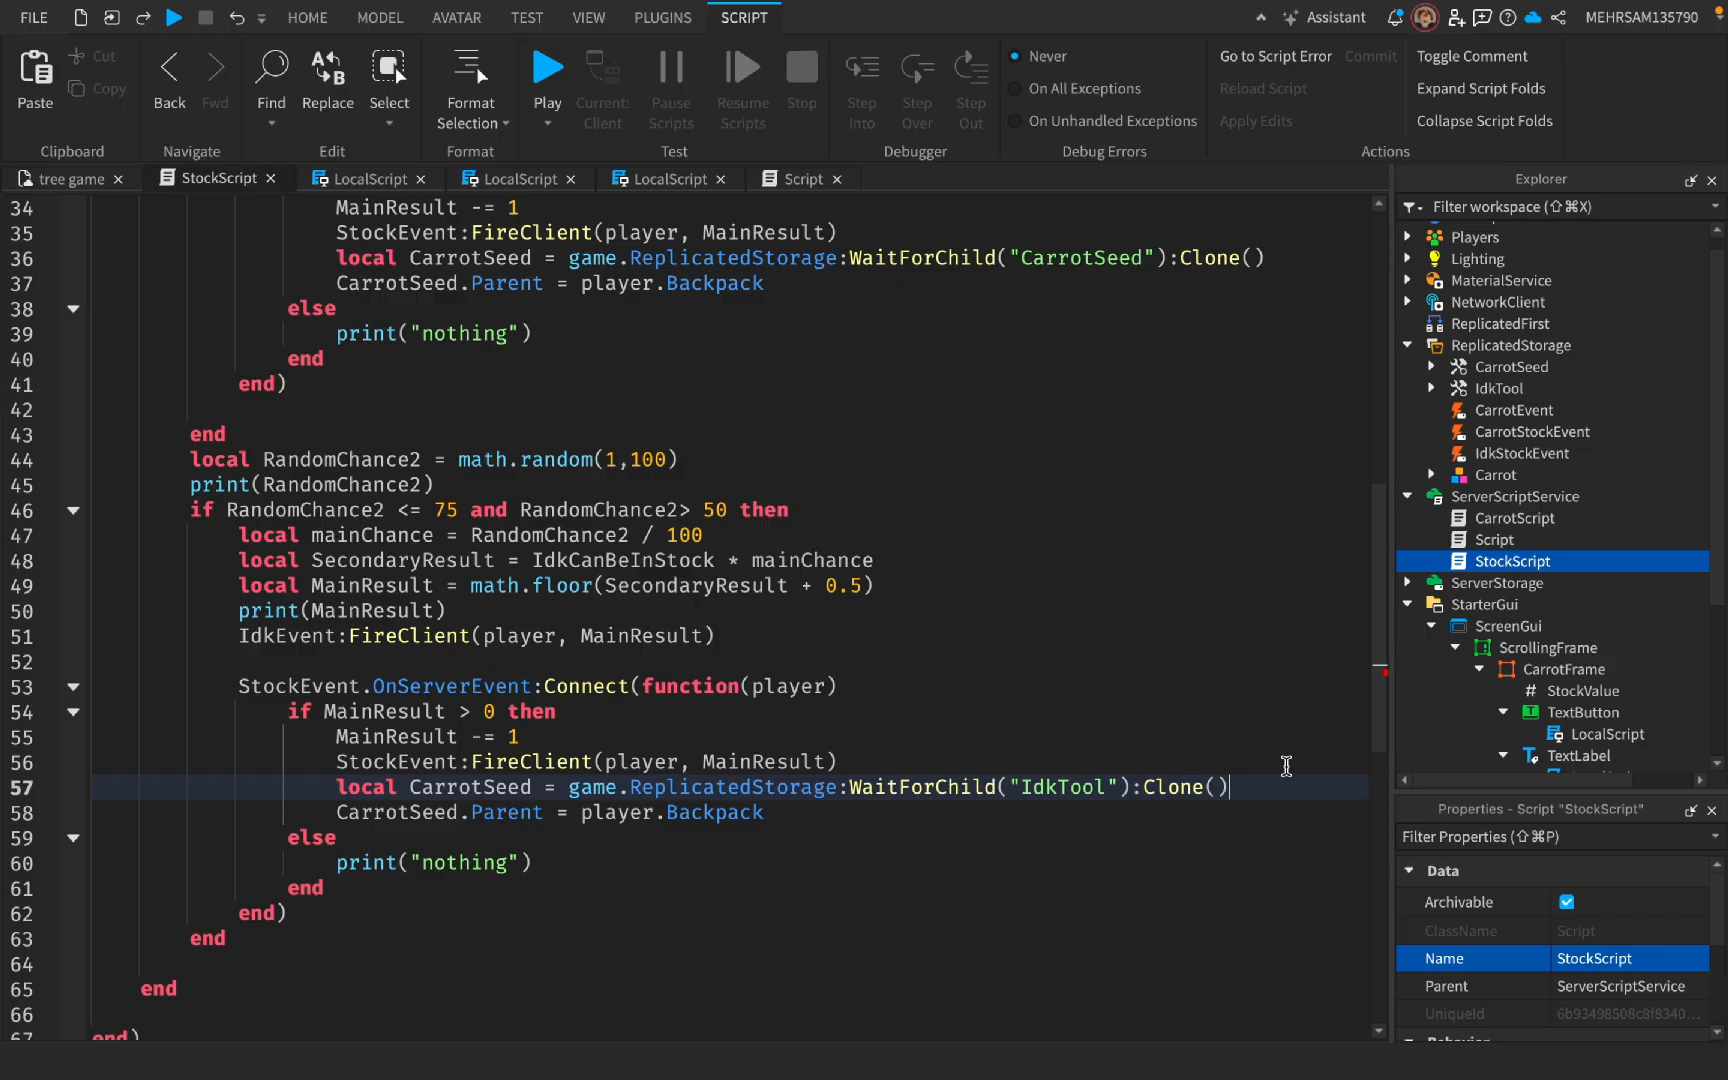 FILE HOME MODEL AVATAR TEST VIEW PLUGINS SCRIPT Assistant MEHRSAM135790
Paste Cut Copy Back Fwd Find Replace Select Format Selection Play Current: Client Pause Scripts Resume Scripts Stop Step Into Step Over Step Out
Never
On All Exceptions
On Unhandled Exceptions
Go to Script Error Commit
Reload Script
Apply Edits
Toggle Comment
Expand Script Folds
Collapse Script Folds
Clipboard Navigate Edit Format Test Debugger Debug Errors Actions
tree game StockScript LocalScript LocalScript LocalScript Script
34 MainResult -= 1
35 StockEvent:FireClient(player, MainResult)
36 local CarrotSeed = game.ReplicatedStorage:WaitForChild("CarrotSeed"):Clone()
37 CarrotSeed.Parent = player.Backpack
38 else
39 print("nothing")
40 end
41 end)
42
43 end
44 local RandomChance2 = math.random(1,100)
45 print(RandomChance2)
46 if RandomChance2 <= 75 and RandomChance2> 50 then
47 local mainChance = RandomChance2 / 100
48 local SecondaryResult = IdkCanBeInStock * mainChance
49 local MainResult = math.floor(SecondaryResult + 0.5)
50 print(MainResult)
51 IdkEvent:FireClient(player, MainResult)
52
53 StockEvent.OnServerEvent:Connect(function(player)
54 if MainResult > 0 then
55 MainResult -= 1
56 StockEvent:FireClient(player, MainResult)
57 local CarrotSeed = game.ReplicatedStorage:WaitForChild("IdkTool"):Clone()
58 CarrotSeed.Parent = player.Backpack
59 else
60 print("nothing")
61 end
62 end)
63 end
64
65 end
66
67 end)
Explorer
Filter workspace (⇧⌘X)
Players
Lighting
MaterialService
NetworkClient
ReplicatedFirst
ReplicatedStorage
CarrotSeed
IdkTool
CarrotEvent
CarrotStockEvent
IdkStockEvent
Carrot
ServerScriptService
CarrotScript
Script
StockScript
ServerStorage
StarterGui
ScreenGui
ScrollingFrame
CarrotFrame
# StockValue
TextButton
LocalScript
TextLabel
Properties - Script "StockScript"
Filter Properties (⇧⌘P)
Data
Archivable
ClassName Script
Name StockScript
Parent ServerScriptService
UniqueId 6b93498508c8f8340...
Behavior